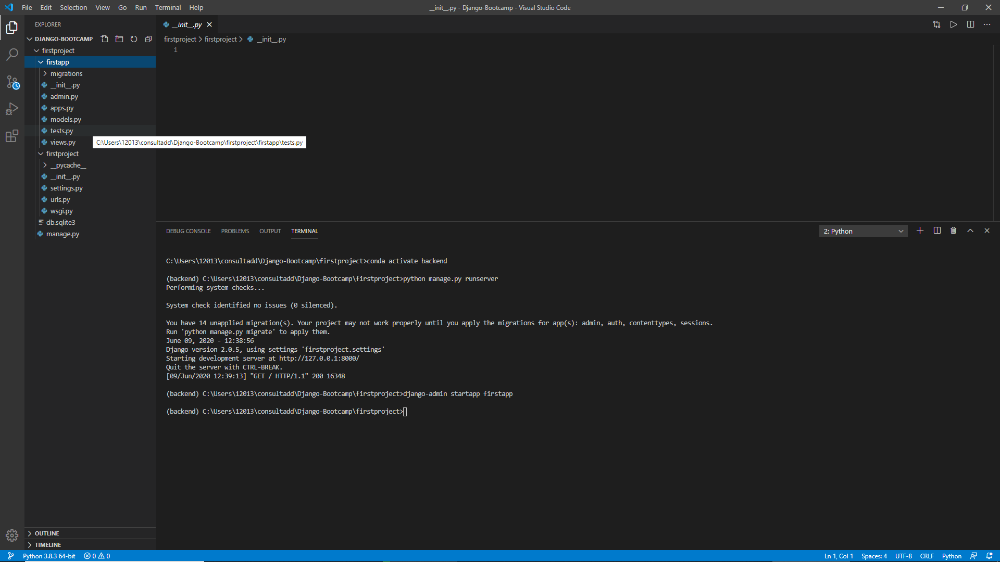 File Edit Selection View Go Run Terminal Help
__init__.py - Django-Bootcamp - Visual Studio Code
EXPLORER
DJANGO-BOOTCAMP
firstproject
firstapp
migrations
__init__.py
admin.py
apps.py
models.py
tests.py
views.py
C:\Users\12013\consultadd\Django-Bootcamp\firstproject\firstapp\tests.py
firstproject
__pycache__
__init__.py
settings.py
urls.py
wsgi.py
db.sqlite3
manage.py
OUTLINE
TIMELINE
__init__.py
firstproject > firstproject > __init__.py
1
DEBUG CONSOLE PROBLEMS OUTPUT TERMINAL
2: Python
C:\Users\12013\consultadd\Django-Bootcamp\firstproject>conda activate backend
(backend) C:\Users\12013\consultadd\Django-Bootcamp\firstproject>python manage.py runserver
Performing system checks...
System check identified no issues (0 silenced).
You have 14 unapplied migration(s). Your project may not work properly until you apply the migrations for app(s): admin, auth, contenttypes, sessions.
Run 'python manage.py migrate' to apply them.
June 09, 2020 - 12:38:56
Django version 2.0.5, using settings 'firstproject.settings'
Starting development server at http://127.0.0.1:8000/
Quit the server with CTRL-BREAK.
[09/Jun/2020 12:39:13] "GET / HTTP/1.1" 200 16348
(backend) C:\Users\12013\consultadd\Django-Bootcamp\firstproject>django-admin startapp firstapp
(backend) C:\Users\12013\consultadd\Django-Bootcamp\firstproject>
Python 3.8.3 64-bit 0 0
Ln 1, Col 1 Spaces: 4 UTF-8 CRLF Python